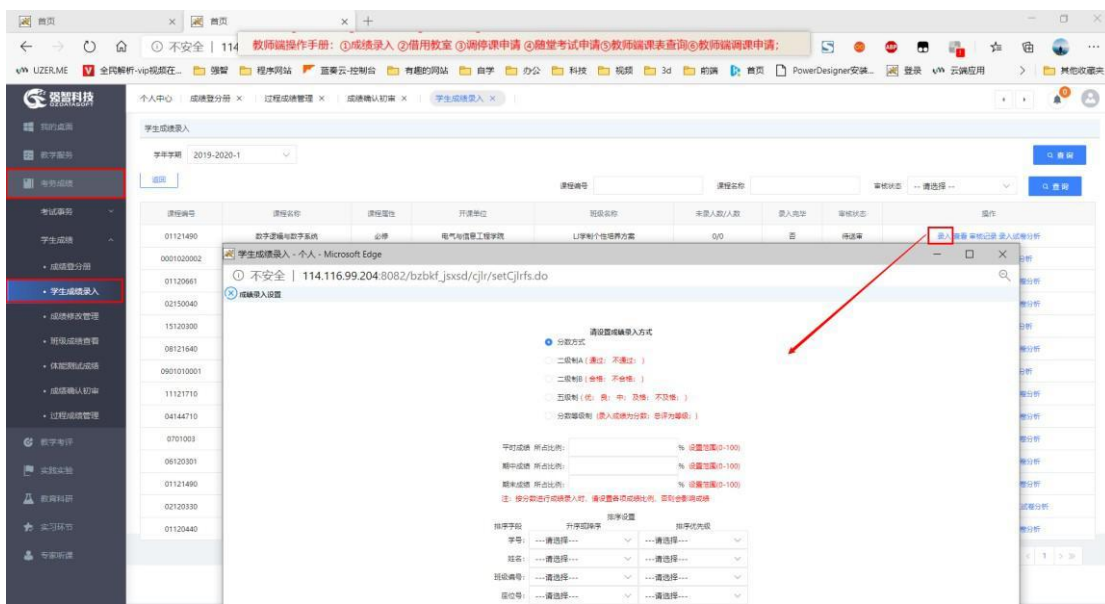 首页
首页
不安全 | 114
教师端操作手册:①成绩录入 ②借用教室 ③调停课申请 ④随堂考试申请⑤教师端课表查询⑥教师端调课申请;
UZER.ME 全民解析-vip视频在... 强智 程序网站 蓝奏云-控制台 有趣的网站 自学 办公 科技 视频 3d 前端 首页 PowerDesigner安装... 登录 云端应用 其他收藏夹
强智科技
个人中心 成绩登分册 × 过程成绩管理 × 成绩确认初审 × 学生成绩录入 ×
我的桌面
学生成绩录入
教学服务
学年学期 2019-2020-1
查询
考务成绩
返回
课程编号 课程名称 审核状态 -- 请选择 -- 查询
考试事务
课程编号 课程名称 课程属性 开课单位 班级名称 未录入数/人数 录入完毕 审核状态 操作
学生成绩
01121490 数字逻辑与数字系统 必修 电气与信息工程学院 LJ学制个性培养方案 0/0 否 待送审 录入 查看 审核记录 录入试卷分析
成绩登分册
0001020002
学生成绩录入 - 个人 - Microsoft Edge
不安全 | 114.116.99.204:8082/bzbkf_jsxsd/cjlr/setCjlrfs.do
01120661
学生成绩录入
成绩录入设置
02150040
成绩修改管理
15120300
请设置成绩录入方式
班级成绩查看
分数方式
08121640
二级制A ( 通过; 不通过; )
体能测试成绩
0901010001
二级制B ( 合格; 不合格; )
成绩确认初审
11121710
五级制 ( 优; 良; 中; 及格; 不及格; )
过程成绩管理
04144710
分数等级制 (录入成绩为分数; 总评为等级; )
教学考评
0701003
平时成绩 所占比例: % 设置范围(0-100)
06120301
期中成绩 所占比例: % 设置范围(0-100)
实践实验
01121490
期末成绩 所占比例: % 设置范围(0-100)
教育科研
注:按分数进行成绩录入时,请设置各项成绩比例,否则会影响成绩
02120330
排序设置
实习环节
01120440
排序字段 升序或降序 排序优先级
学号: ---请选择--- ---请选择---
专家听课
姓名: ---请选择--- ---请选择---
1
班级编号: ---请选择--- ---请选择---
座位号: ---请选择--- ---请选择---